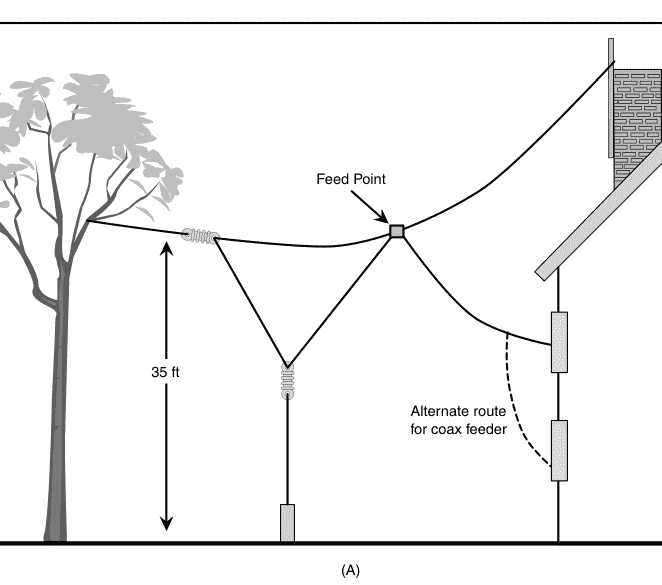 Feed Point
35 ft
Alternate route
for coax feeder
(A)